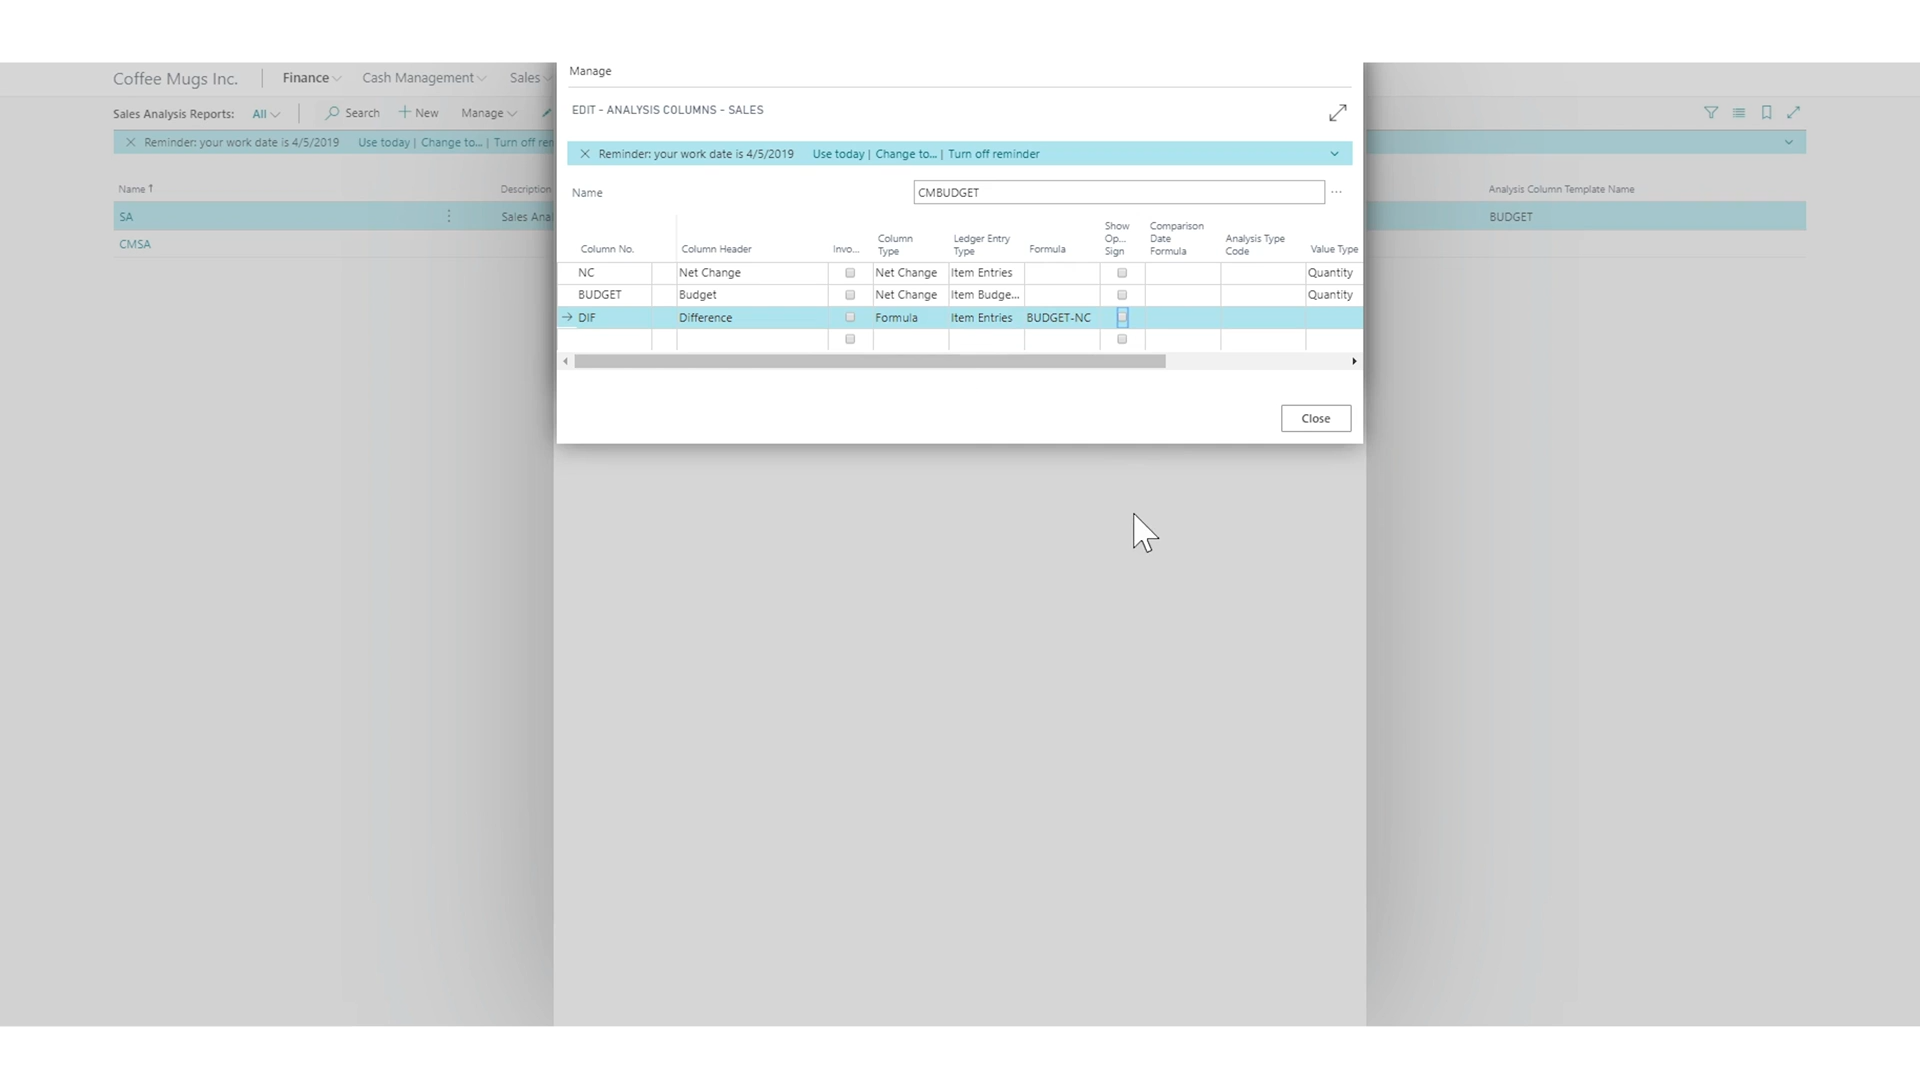 Coffee Mugs Inc. Finance Cash Management Sales
Manage
Sales Analysis Reports: All Search New Manage
EDIT - ANALYSIS COLUMNS - SALES
Reminder: your work date is 4/5/2019 Use today | Change to... | Turn off
Reminder: your work date is 4/5/2019 Use today | Change to... | Turn off reminder
Name Description Analysis Column Template Name
SA Sales BUDGET
CMSA
Name CMBUDGET
Column No. Column Header Invo... Column Type Ledger Entry Type Formula Show Op... Sign Comparison Date Formula Analysis Type Code Value Type
NC Net Change Net Change Item Entries Quantity
BUDGET Budget Net Change Item Budge... Quantity
DIF Difference Formula Item Entries BUDGET-NC
Close